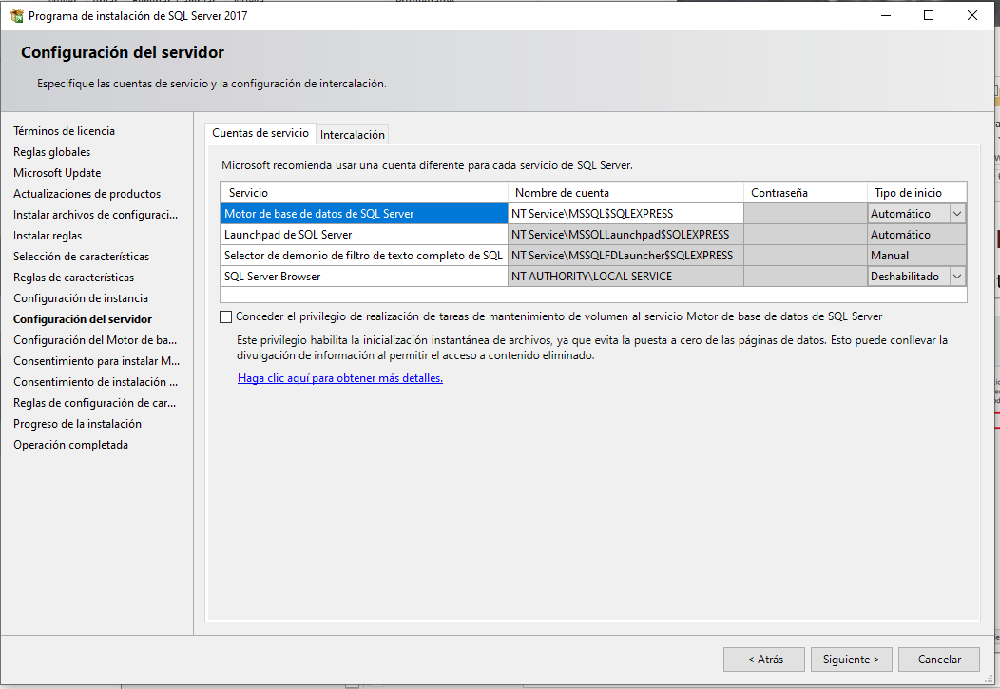 Programa de instalación de SQL Server 2017
Configuración del servidor
Especifique las cuentas de servicio y la configuración de intercalación.
Términos de licencia
Reglas globales
Microsoft Update
Actualizaciones de productos
Instalar archivos de configuraci...
Instalar reglas
Selección de características
Reglas de características
Configuración de instancia
Configuración del servidor
Configuración del Motor de ba...
Consentimiento para instalar M...
Consentimiento de instalación ...
Reglas de configuración de car...
Progreso de la instalación
Operación completada
Cuentas de servicio Intercalación
Microsoft recomienda usar una cuenta diferente para cada servicio de SQL Server.
Servicio Nombre de cuenta Contraseña Tipo de inicio
Motor de base de datos de SQL Server NT Service\MSSQL$SQLEXPRESS Automático
Launchpad de SQL Server NT Service\MSSQLLaunchpad$SQLEXPRESS Automático
Selector de demonio de filtro de texto completo de SQL NT Service\MSSQLFDLauncher$SQLEXPRESS Manual
SQL Server Browser NT AUTHORITY\LOCAL SERVICE Deshabilitado
Conceder el privilegio de realización de tareas de mantenimiento de volumen al servicio Motor de base de datos de SQL Server
Este privilegio habilita la inicialización instantánea de archivos, ya que evita la puesta a cero de las páginas de datos. Esto puede conllevar la
divulgación de información al permitir el acceso a contenido eliminado.
Haga clic aquí para obtener más detalles.
< Atrás Siguiente > Cancelar